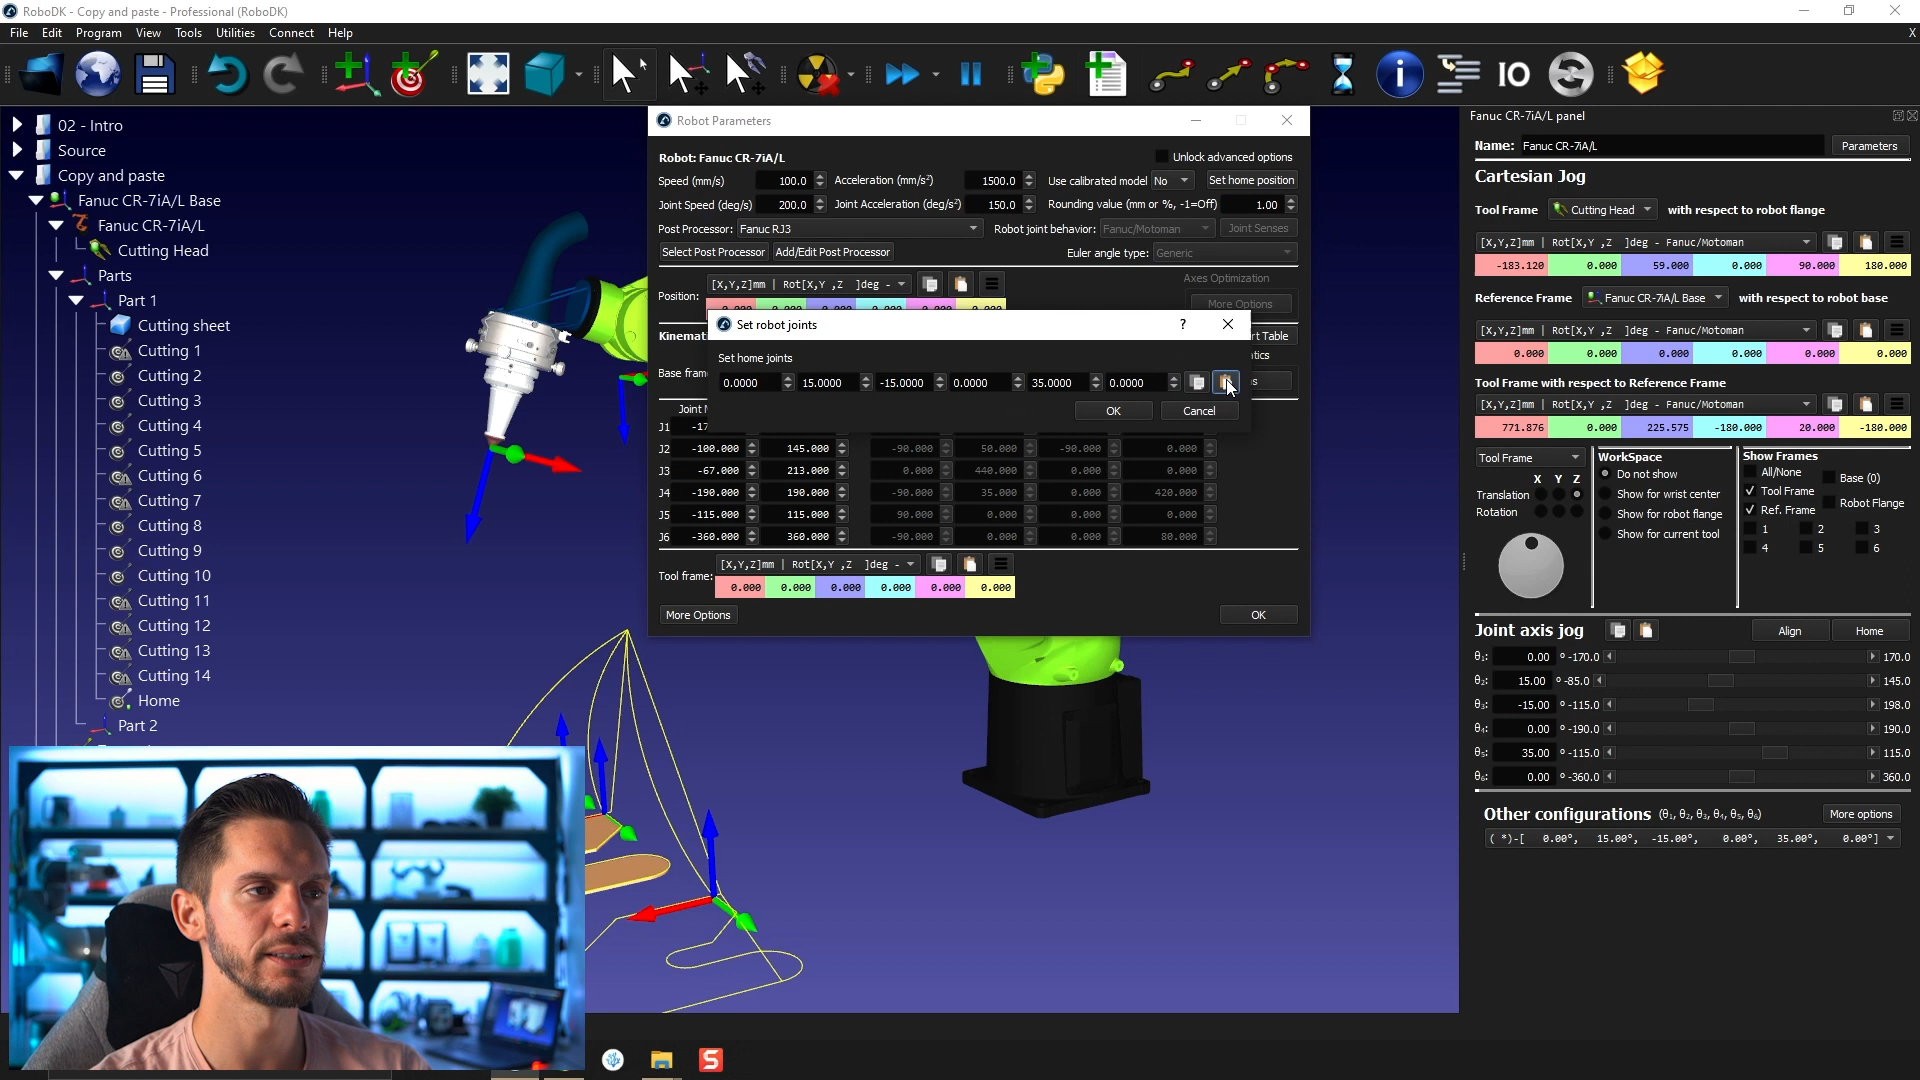 RoboDK - Copy and paste - Professional (RoboDK)
File Edit Program View Tools Utilities Connect Help X
IO
02 - Intro
Source
Copy and paste
Fanuc CR-7iA/L Base
Fanuc CR-7iA/L
Cutting Head
Parts
Part 1
Cutting sheet
Cutting 1
Cutting 2
Cutting 3
Cutting 4
Cutting 5
Cutting 6
Cutting 7
Cutting 8
Cutting 9
Cutting 10
Cutting 11
Cutting 12
Cutting 13
Cutting 14
Home
Part 2
Robot Parameters
Robot: Fanuc CR-7iA/L Unlock advanced options
Speed (mm/s) 100.0 Acceleration (mm/s²) 1500.0 Use calibrated model No Set home position
Joint Speed (deg/s) 200.0 Joint Acceleration (deg/s²) 150.0 Rounding value (mm or %, -1=Off) 1.00
Post Processor: Fanuc RJ3 Robot joint behavior: Fanuc/Motoman Joint Senses
Select Post Processor Add/Edit Post Processor Euler angle type: Generic
Axes Optimization
[X,Y,Z]mm | Rot[X,Y ,Z ]deg -
Position: More Options
Set robot joints ?
Kinemat rt Table
Set home joints tics
Base fram
0.0000 15.0000 -15.0000 0.0000 35.0000 0.0000
OK Cancel
Joint M
J1 -17
J2 -100.000 145.000 -90.000 50.000 -90.000 0.000
J3 -67.000 213.000 0.000 440.000 0.000 0.000
J4 -190.000 190.000 -90.000 35.000 0.000 420.000
J5 -115.000 115.000 90.000 0.000 0.000 0.000
J6 -360.000 360.000 -90.000 0.000 0.000 80.000
[X,Y,Z]mm | Rot[X,Y ,Z ]deg -
Tool frame: 0.000 0.000 0.000 0.000 0.000 0.000
More Options OK
Fanuc CR-7iA/L panel
Name: Fanuc CR-7iA/L Parameters
Cartesian Jog
Tool Frame Cutting Head with respect to robot flange
[X,Y,Z]mm | Rot[X,Y ,Z ]deg - Fanuc/Motoman
-183.120 0.000 59.000 0.000 90.000 180.000
Reference Frame Fanuc CR-7iA/L Base with respect to robot base
[X,Y,Z]mm | Rot[X,Y ,Z ]deg - Fanuc/Motoman
0.000 0.000 0.000 0.000 0.000 0.000
Tool Frame with respect to Reference Frame
[X,Y,Z]mm | Rot[X,Y ,Z ]deg - Fanuc/Motoman
771.876 0.000 225.575 -180.000 20.000 -180.000
Tool Frame WorkSpace Show Frames
X Y Z Do not show All/None Base (0)
Translation Show for wrist center Tool Frame Robot Flange
Rotation Show for robot flange Ref. Frame
Show for current tool 1 2 3
4 5 6
Joint axis jog Align Home
θ₁: 0.00 º -170.0 170.0
θ₂: 15.00 º -85.0 145.0
θ₃: -15.00 º -115.0 198.0
θ₄: 0.00 º -190.0 190.0
θ₅: 35.00 º -115.0 115.0
θ₆: 0.00 º -360.0 360.0
Other configurations (θ₁, θ₂, θ₃, θ₄, θ₅, θ₆) More options
( *)-[ 0.00°, 15.00°, -15.00°, 0.00°, 35.00°, 0.00°]
S